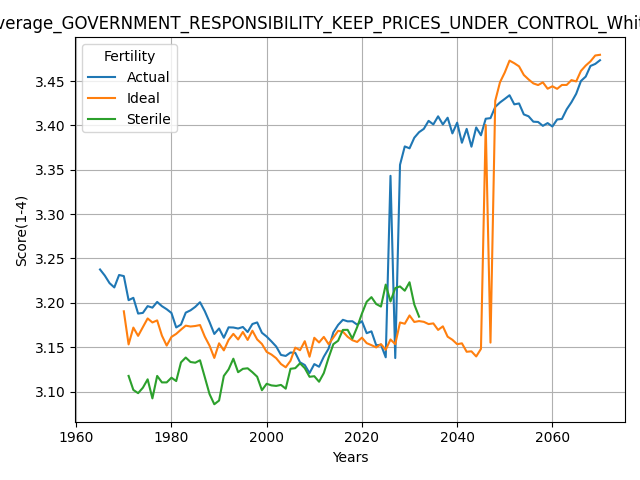 verage_GOVERNMENT_RESPONSIBILITY_KEEP_PRICES_UNDER_CONTROL_Whit
Fertility
Actual
Ideal
Sterile
Score(1-4)
3.45
3.40
3.35
3.30
3.25
3.20
3.15
3.10
1960 1980 2000 2020 2040 2060
Years